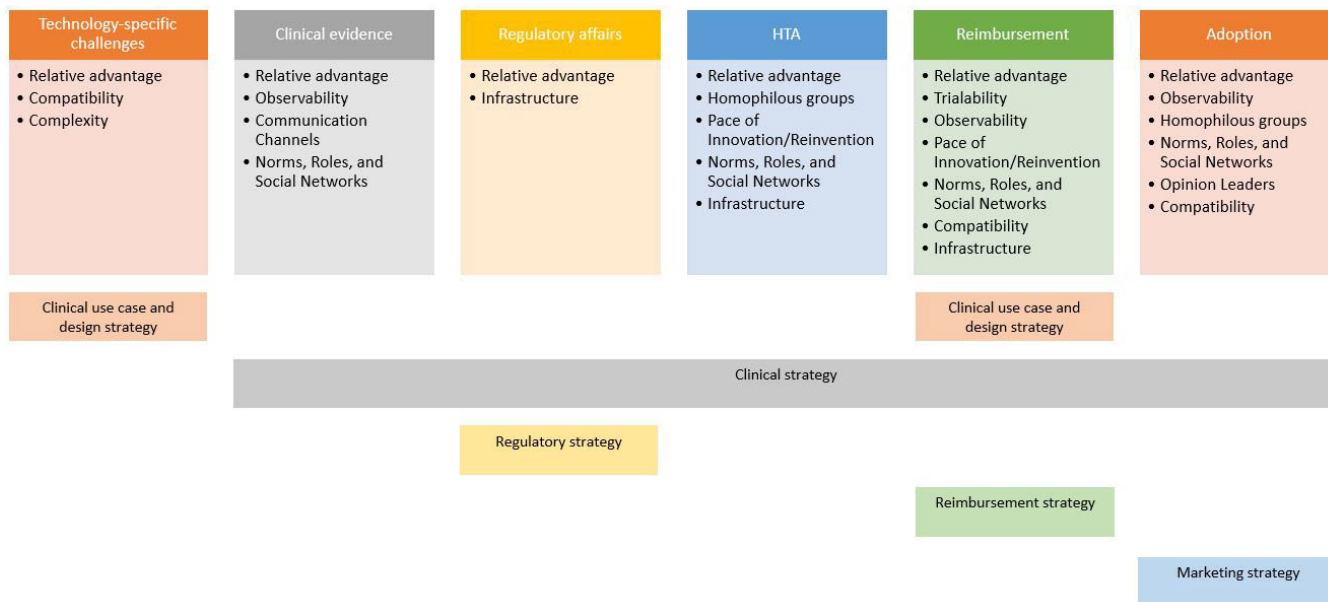 Technology-specific
challenges
• Relative advantage
• Compatibility
• Complexity
Clinical evidence
• Relative advantage
• Observability
• Communication
Channels
• Norms, Roles, and
Social Networks
Regulatory affairs
• Relative advantage
• Infrastructure
HTA
• Relative advantage
• Homophilous groups
• Pace of
Innovation/Reinvention
• Norms, Roles, and
Social Networks
• Infrastructure
Reimbursement
• Relative advantage
• Trialability
• Observability
• Pace of
Innovation/Reinvention
• Norms, Roles, and
Social Networks
• Compatibility
• Infrastructure
Adoption
• Relative advantage
• Observability
• Homophilous groups
• Norms, Roles, and
Social Networks
• Opinion Leaders
• Compatibility
Clinical use case and
design strategy
Clinical use case and
design strategy
Clinical strategy
Regulatory strategy
Reimbursement strategy
Marketing strategy